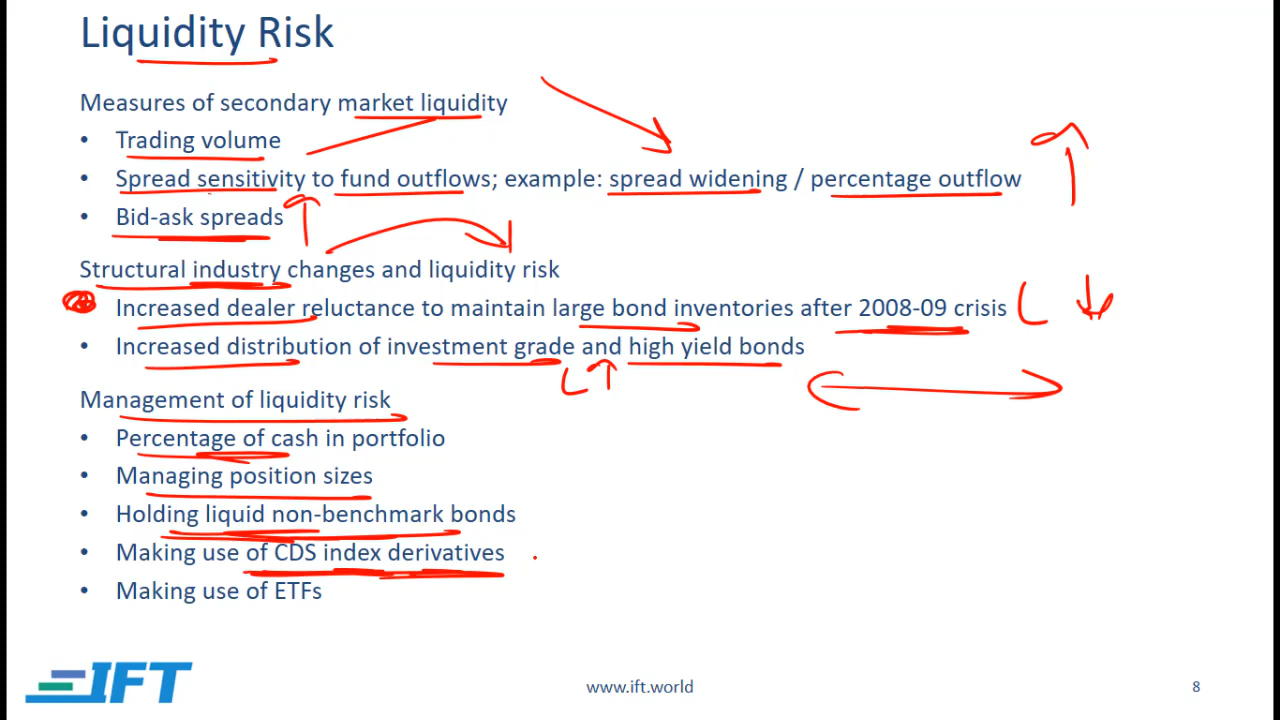 Liquidity Risk
Measures of secondary market liquidity
• Trading volume
• Spread sensitivity to fund outflows; example: spread widening / percentage outflow
• Bid-ask spreads
Structural industry changes and liquidity risk
Increased dealer reluctance to maintain large bond inventories after 2008-09 crisis L
• Increased distribution of investment grade and high yield bonds
L
Management of liquidity risk
• Percentage of cash in portfolio
• Managing position sizes
• Holding liquid non-benchmark bonds
• Making use of CDS index derivatives
• Making use of ETFs
IFT
www.ift.world
8